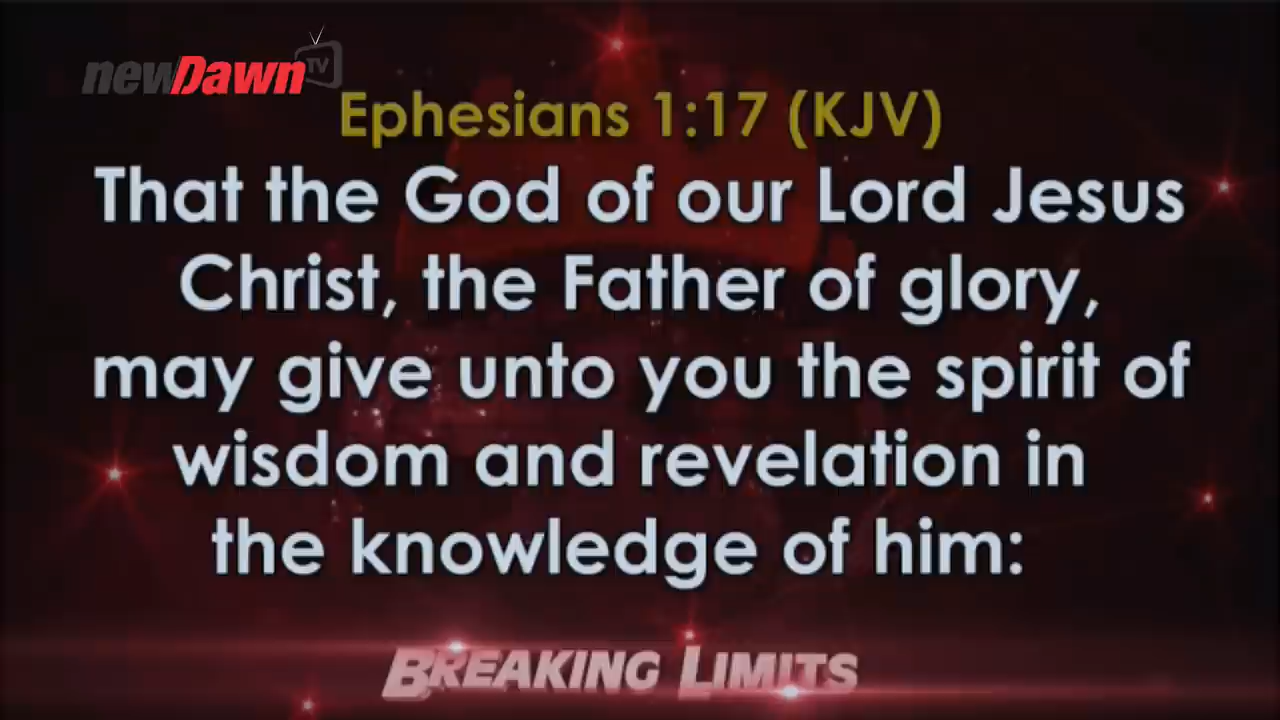 newDawn TV
Ephesians 1:17 (KJV)
That the God of our Lord Jesus
Christ, the Father of glory,
may give unto you the spirit of
wisdom and revelation in
the knowledge of him:
BREAKING LIMITS